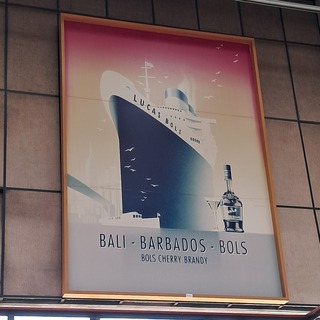 LUCAS BOLS
BALI - BARBADOS - BOLS
BOLS CHERRY BRANDY